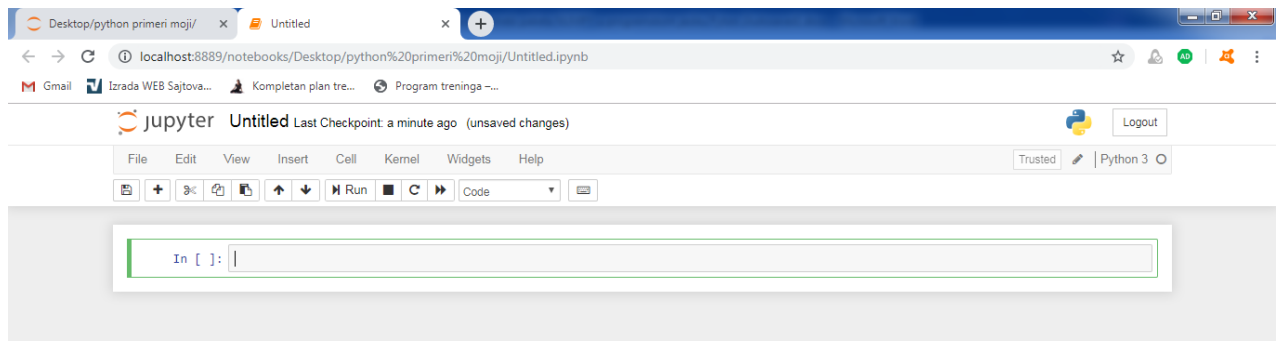 Desktop/python primeri moji/ Untitled
localhost:8889/notebooks/Desktop/python%20primeri%20moji/Untitled.ipynb AD
Gmail Izrada WEB Sajtova... Kompletan plan tre... Program treninga –...
jupyter Untitled Last Checkpoint: a minute ago (unsaved changes) Logout
File Edit View Insert Cell Kernel Widgets Help Trusted Python 3
Run Code
In [ ]: